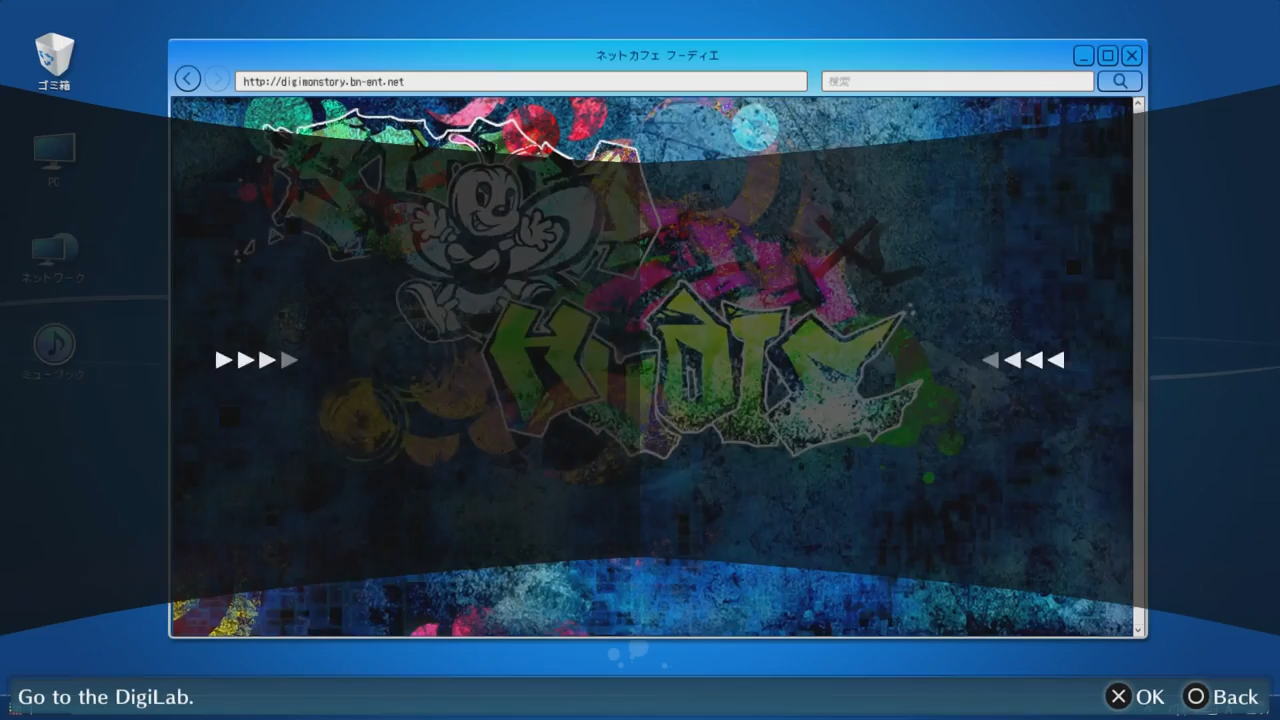 ネットカフェ フーディエ
ゴミ箱
http://digimonstory.bn-ent.net
検索
PC
ネットワーク
ミュージック
Go to the DigiLab.
OK
Back